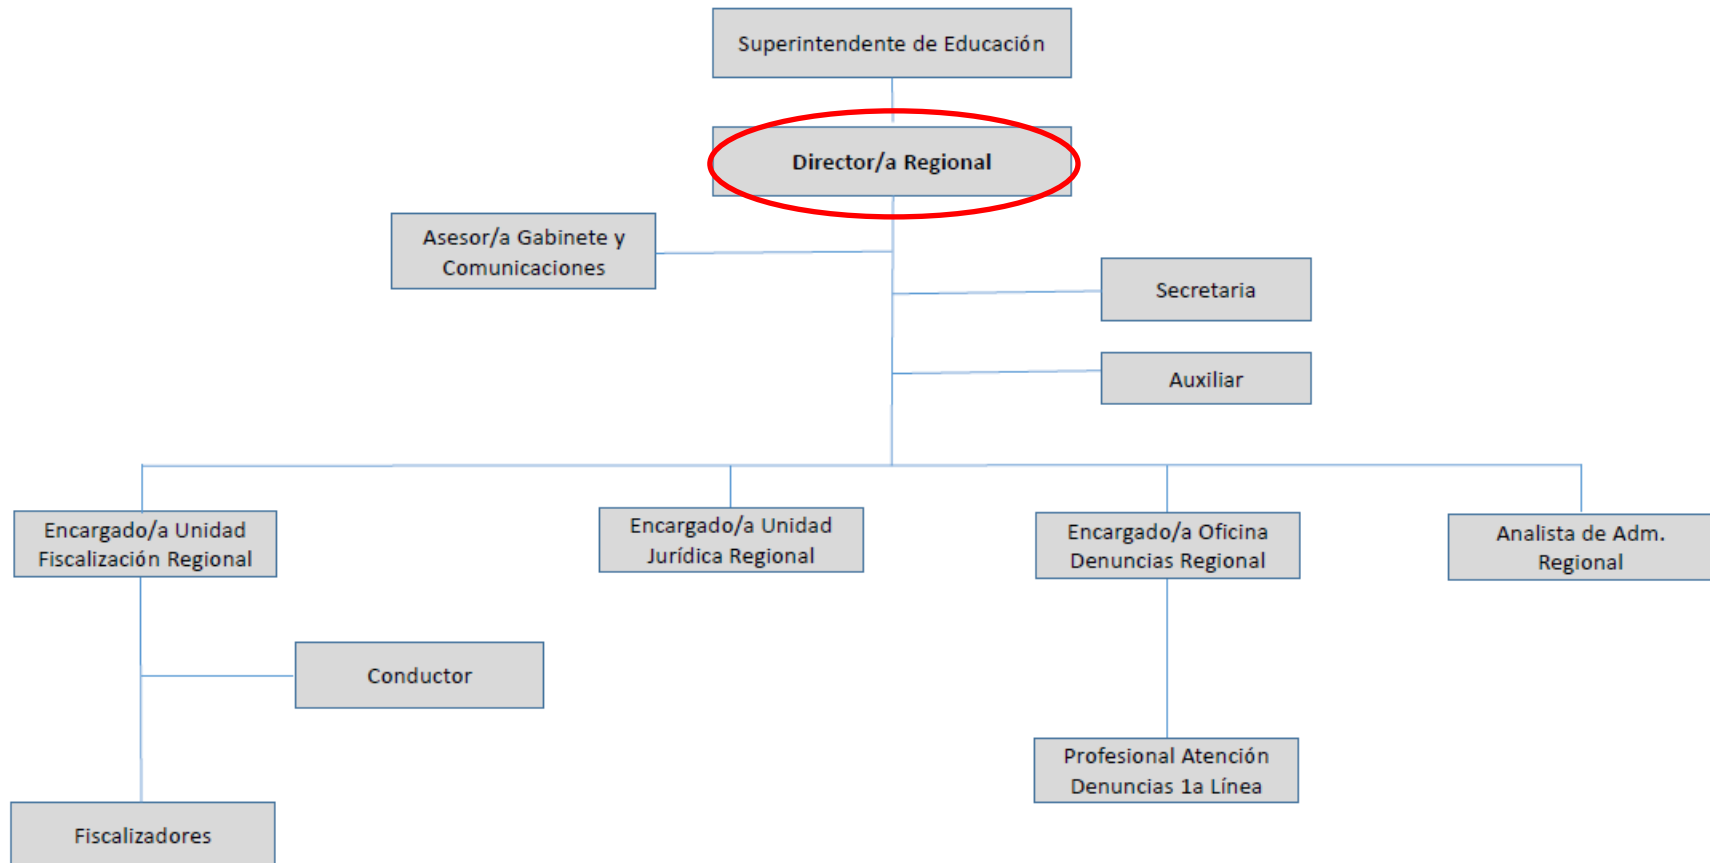 Superintendente de Educación
Director/a Regional
Asesor/a Gabinete y
Comunicaciones
Secretaria
Auxiliar
Encargado/a Unidad
Fiscalización Regional
Encargado/a Unidad
Jurídica Regional
Encargado/a Oficina
Denuncias Regional
Analista de Adm.
Regional
Conductor
Profesional Atención
Denuncias 1a Línea
Fiscalizadores